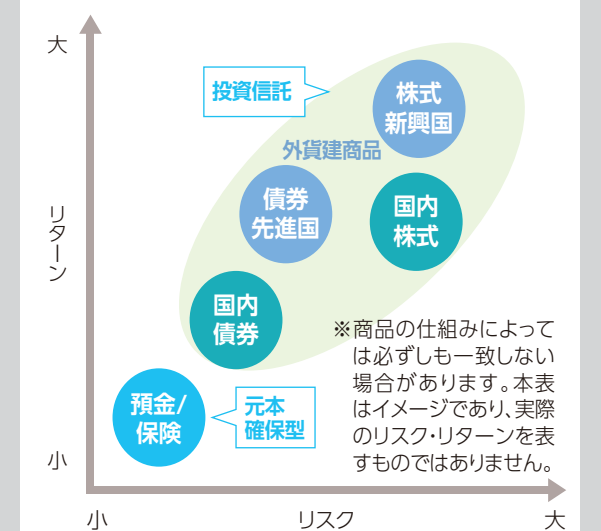 大
投資信託
株式
新興国
外貨建商品
債券
先進国
国内
株式
リターン
国内
債券
※商品の仕組みによって
は必ずしも一致しない
場合があります。本表
はイメージであり、実際
のリスク・リターンを表
すものではありません。
預金/
保険
元本
確保型
小
小
リスク
大